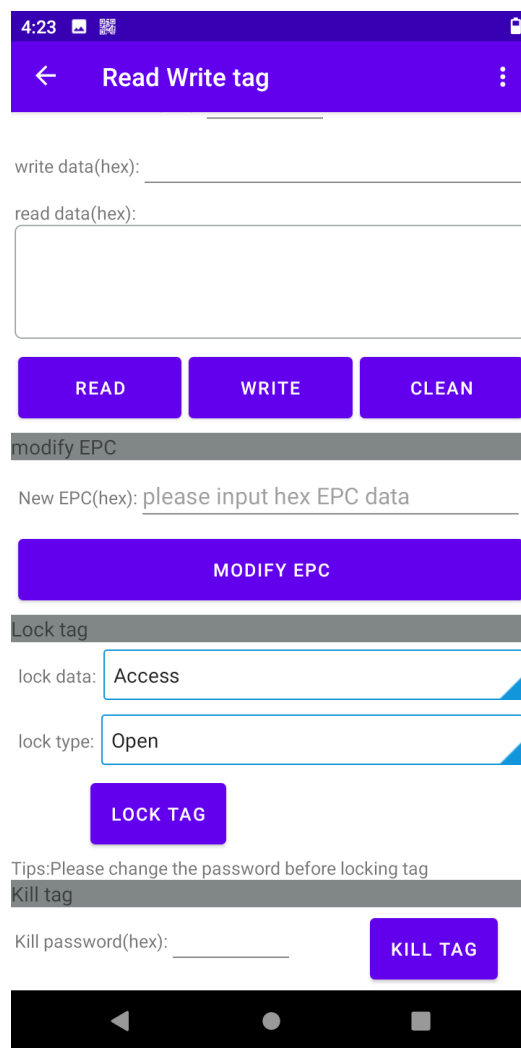 4:23
Read Write tag
write data(hex):
read data(hex):
READ WRITE CLEAN
modify EPC
New EPC(hex): please input hex EPC data
MODIFY EPC
Lock tag
lock data: Access
lock type: Open
LOCK TAG
Tips:Please change the password before locking tag
Kill tag
Kill password(hex):
KILL TAG